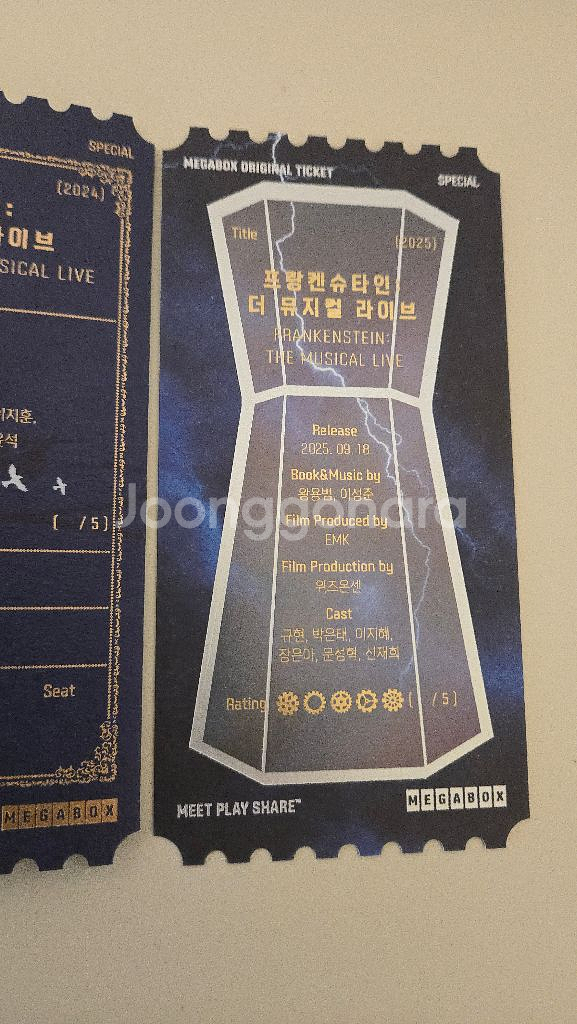 SPECIAL
(2024)
:
라이브
SICAL LIVE
이지훈,
윤석
[ /5]
Seat
MEGABOX
MEGABOX ORIGINAL TICKET
SPECIAL
Title
(2025)
프랑켄슈타인:
더 뮤지컬 라이브
FRANKENSTEIN:
THE MUSICAL LIVE
Release
2025. 09. 18
Book&Music by
왕용범, 이성준
Film Produced by
EMK
Film Production by
위즈온센
Cast
규현, 박은태, 이지혜,
장은아, 문성혁, 신재희
Rating [ /5]
MEET PLAY SHARE™
MEGABOX
Joonggonara